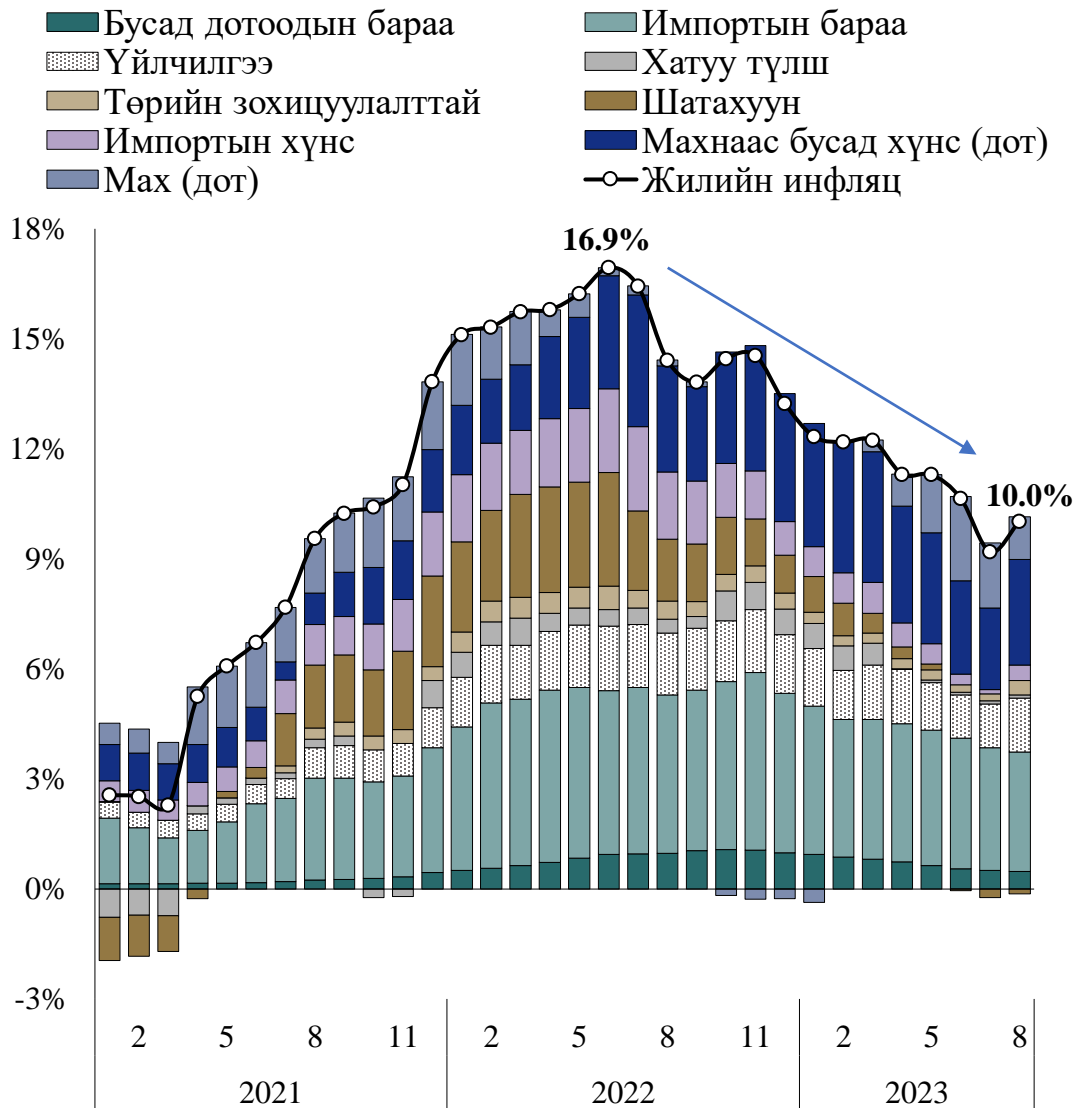 Бусад дотоодын бараа Импортын бараа
Үйлчилгээ Хатуу түлш
Төрийн зохицуулалттай Шатахуун
Импортын хүнс Махнаас бусад хүнс (дот)
Мах (дот) Жилийн инфляц
18%
16.9%
15%
12%
10.0%
9%
6%
3%
0%
-3%
2 5 8 11 2 5 8 11 2 5 8
2021 2022 2023